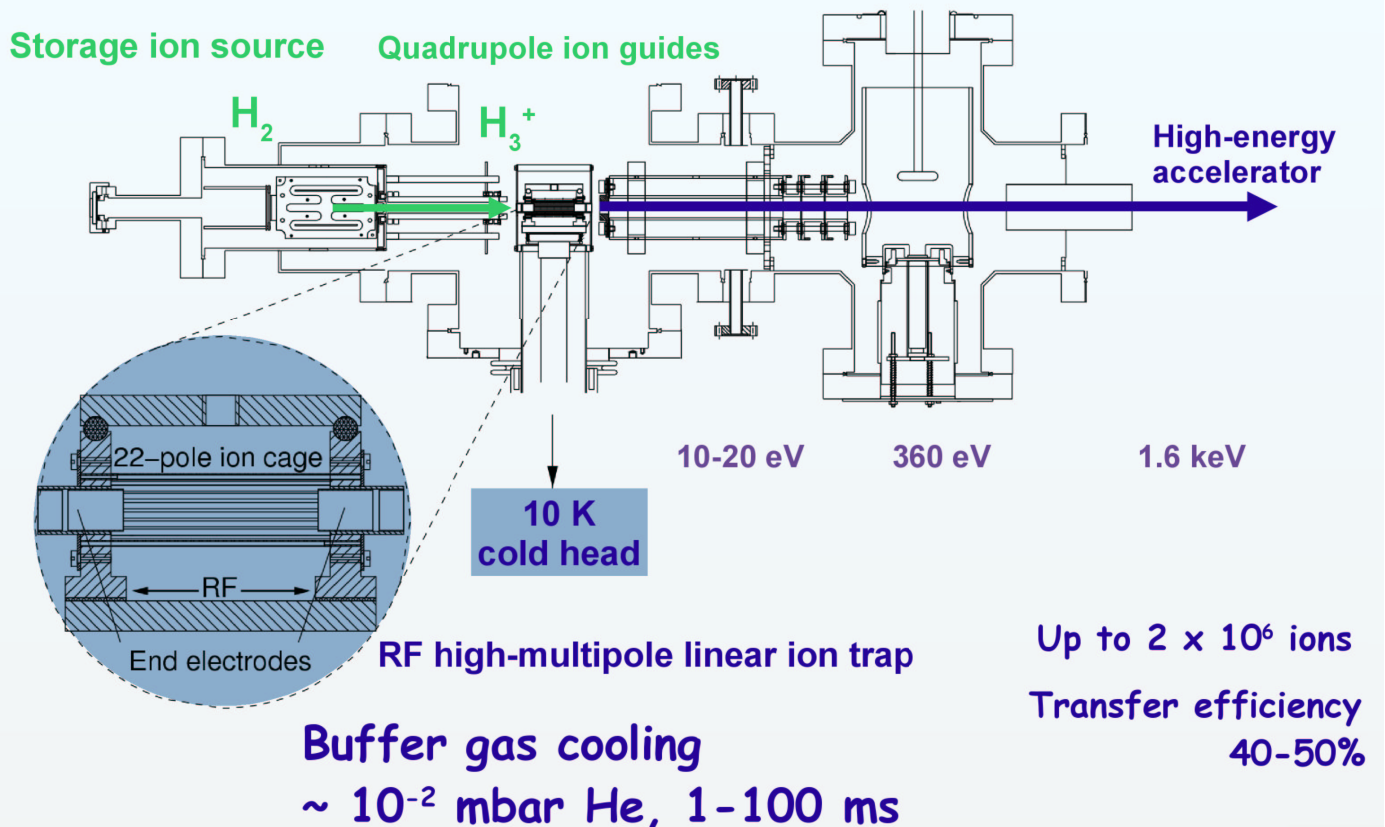 Storage ion source
Quadrupole ion guides
H₂
H₃⁺
High-energy
accelerator
22–pole ion cage
RF
End electrodes
10 K
cold head
10-20 eV
360 eV
1.6 keV
RF high-multipole linear ion trap
Up to 2 x 10⁶ ions
Transfer efficiency
40-50%
Buffer gas cooling
~ 10⁻² mbar He, 1-100 ms